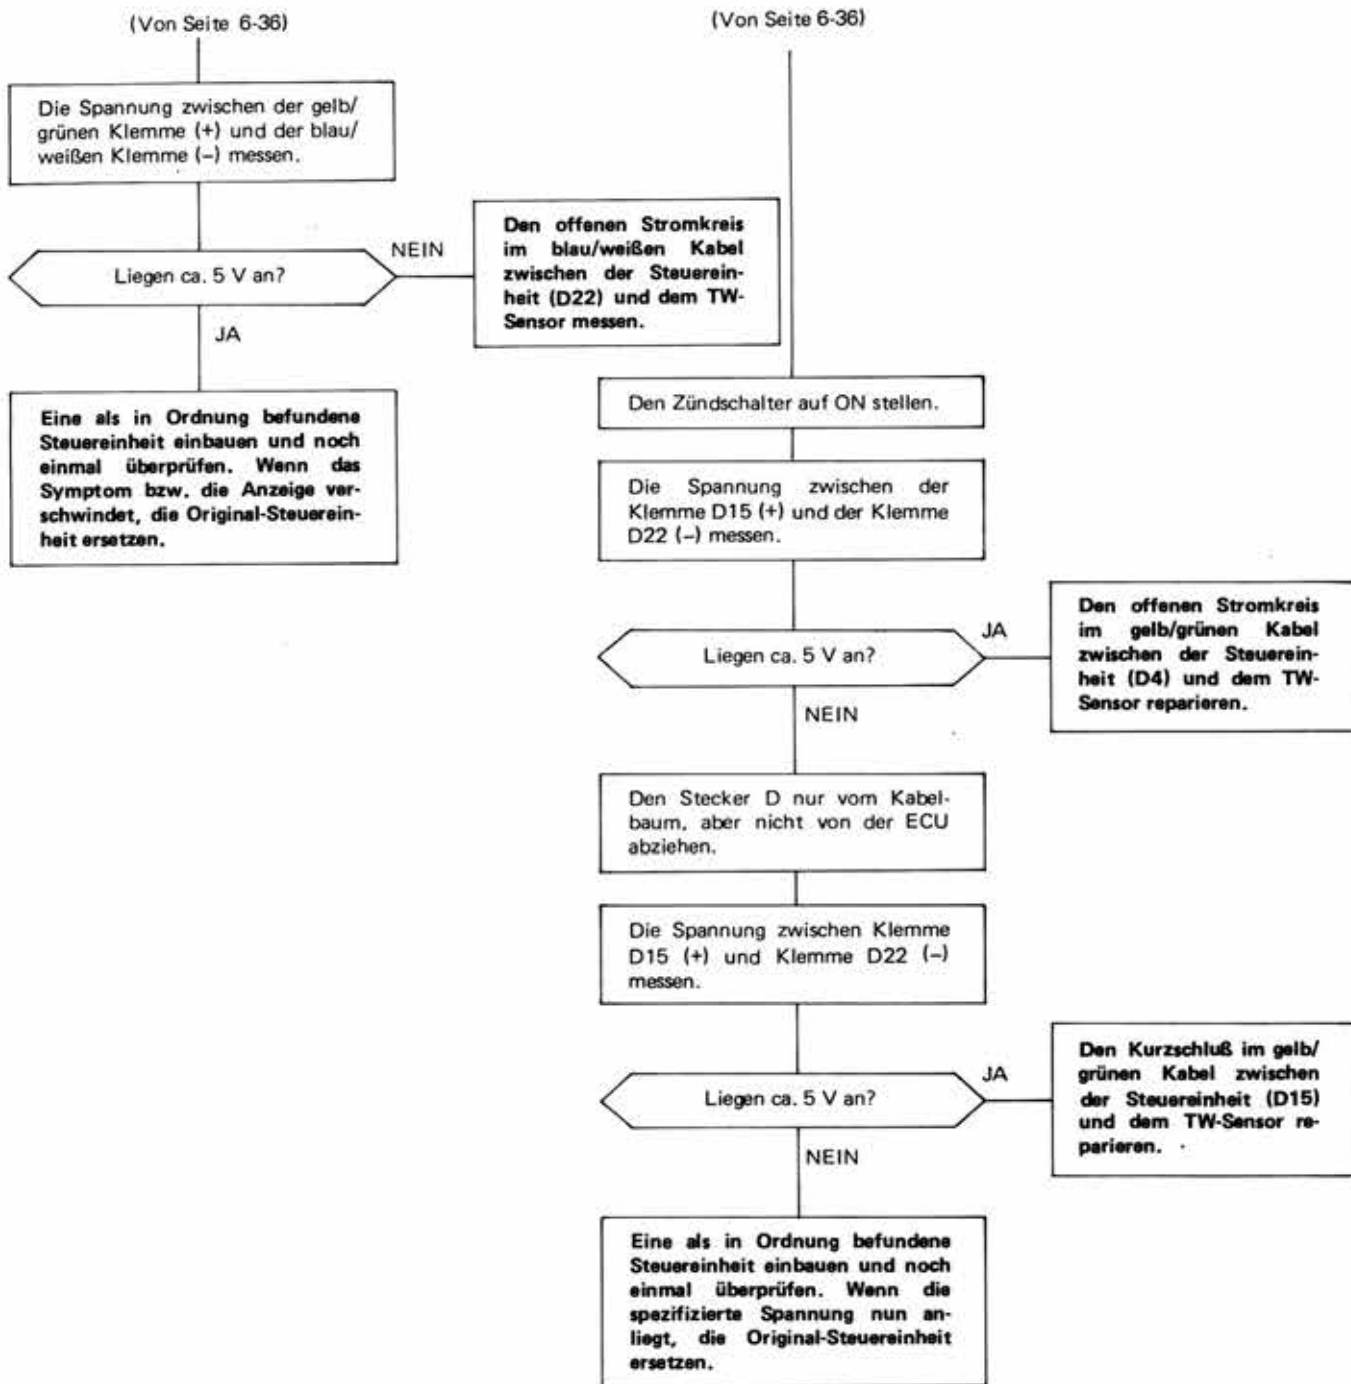 (Von Seite 6-36)
Die Spannung zwischen der gelb/
grünen Klemme (+) und der blau/
weißen Klemme (–) messen.
Liegen ca. 5 V an?
NEIN
Den offenen Stromkreis
im blau/weißen Kabel
zwischen der Steuerein-
heit (D22) und dem TW-
Sensor messen.
JA
Eine als in Ordnung befundene
Steuereinheit einbauen und noch
einmal überprüfen. Wenn das
Symptom bzw. die Anzeige ver-
schwindet, die Original-Steuerein-
heit ersetzen.
(Von Seite 6-36)
Den Zündschalter auf ON stellen.
Die Spannung zwischen der
Klemme D15 (+) und der Klemme
D22 (–) messen.
Liegen ca. 5 V an?
JA
Den offenen Stromkreis
im gelb/grünen Kabel
zwischen der Steuerein-
heit (D4) und dem TW-
Sensor reparieren.
NEIN
Den Stecker D nur vom Kabel-
baum, aber nicht von der ECU
abziehen.
Die Spannung zwischen Klemme
D15 (+) und Klemme D22 (–)
messen.
Liegen ca. 5 V an?
JA
Den Kurzschluß im gelb/
grünen Kabel zwischen
der Steuereinheit (D15)
und dem TW-Sensor re-
parieren.
NEIN
Eine als in Ordnung befundene
Steuereinheit einbauen und noch
einmal überprüfen. Wenn die
spezifizierte Spannung nun an-
liegt, die Original-Steuereinheit
ersetzen.